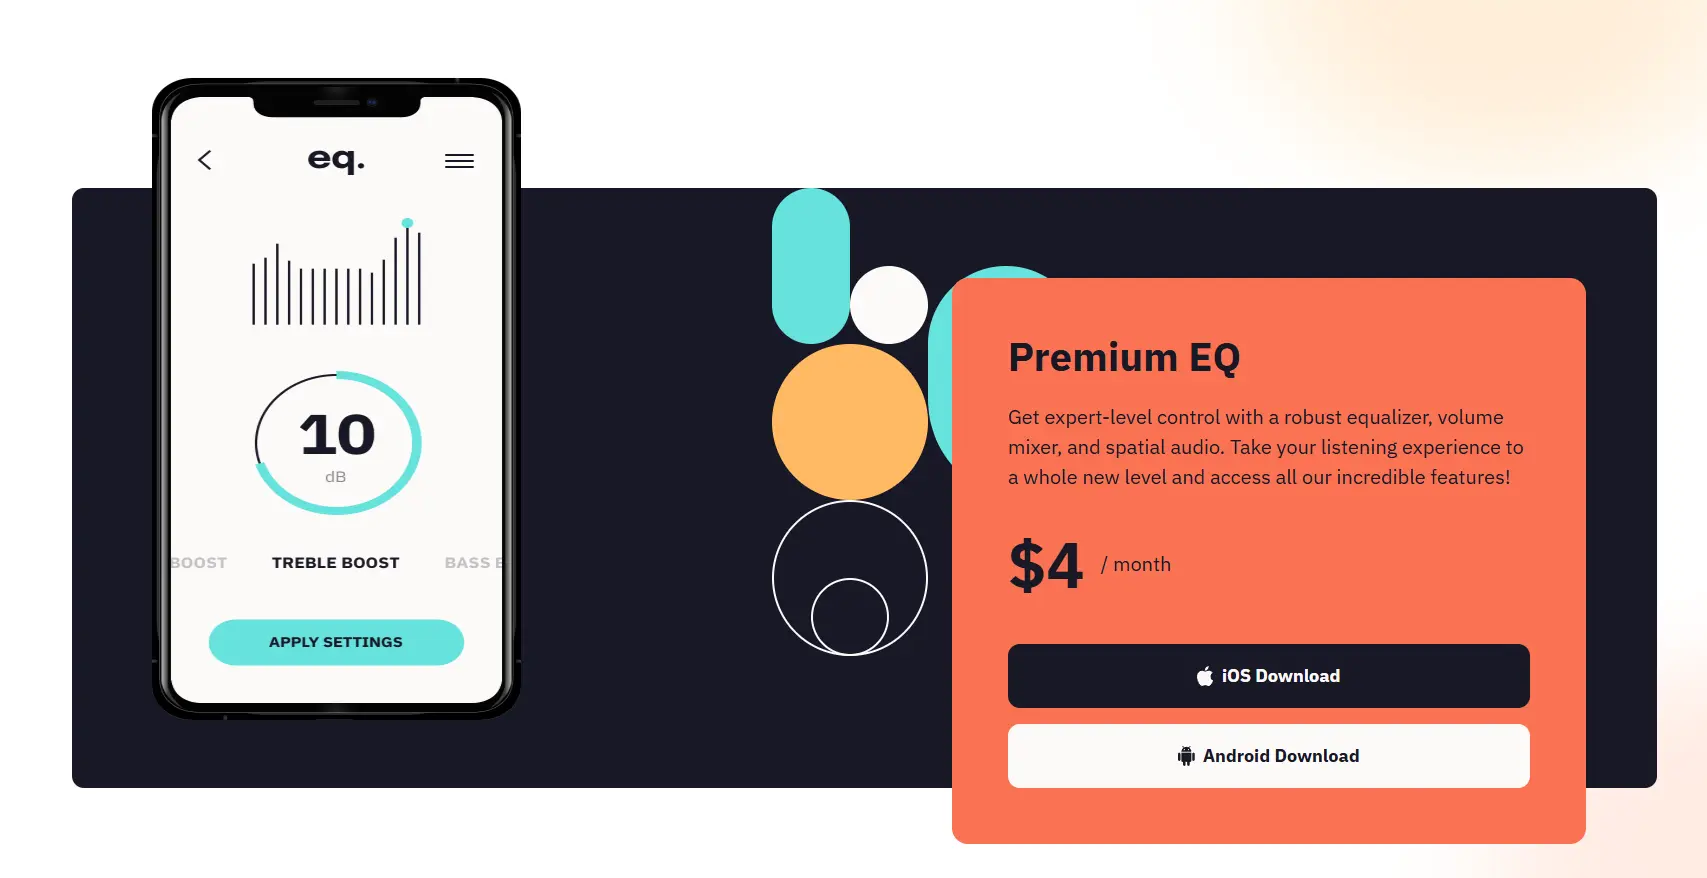 eq.
10
dB
BOOST TREBLE BOOST BASS
APPLY SETTINGS
Premium EQ
Get expert-level control with a robust equalizer, volume
mixer, and spatial audio. Take your listening experience to
a whole new level and access all our incredible features!
$4 / month
iOS Download
Android Download